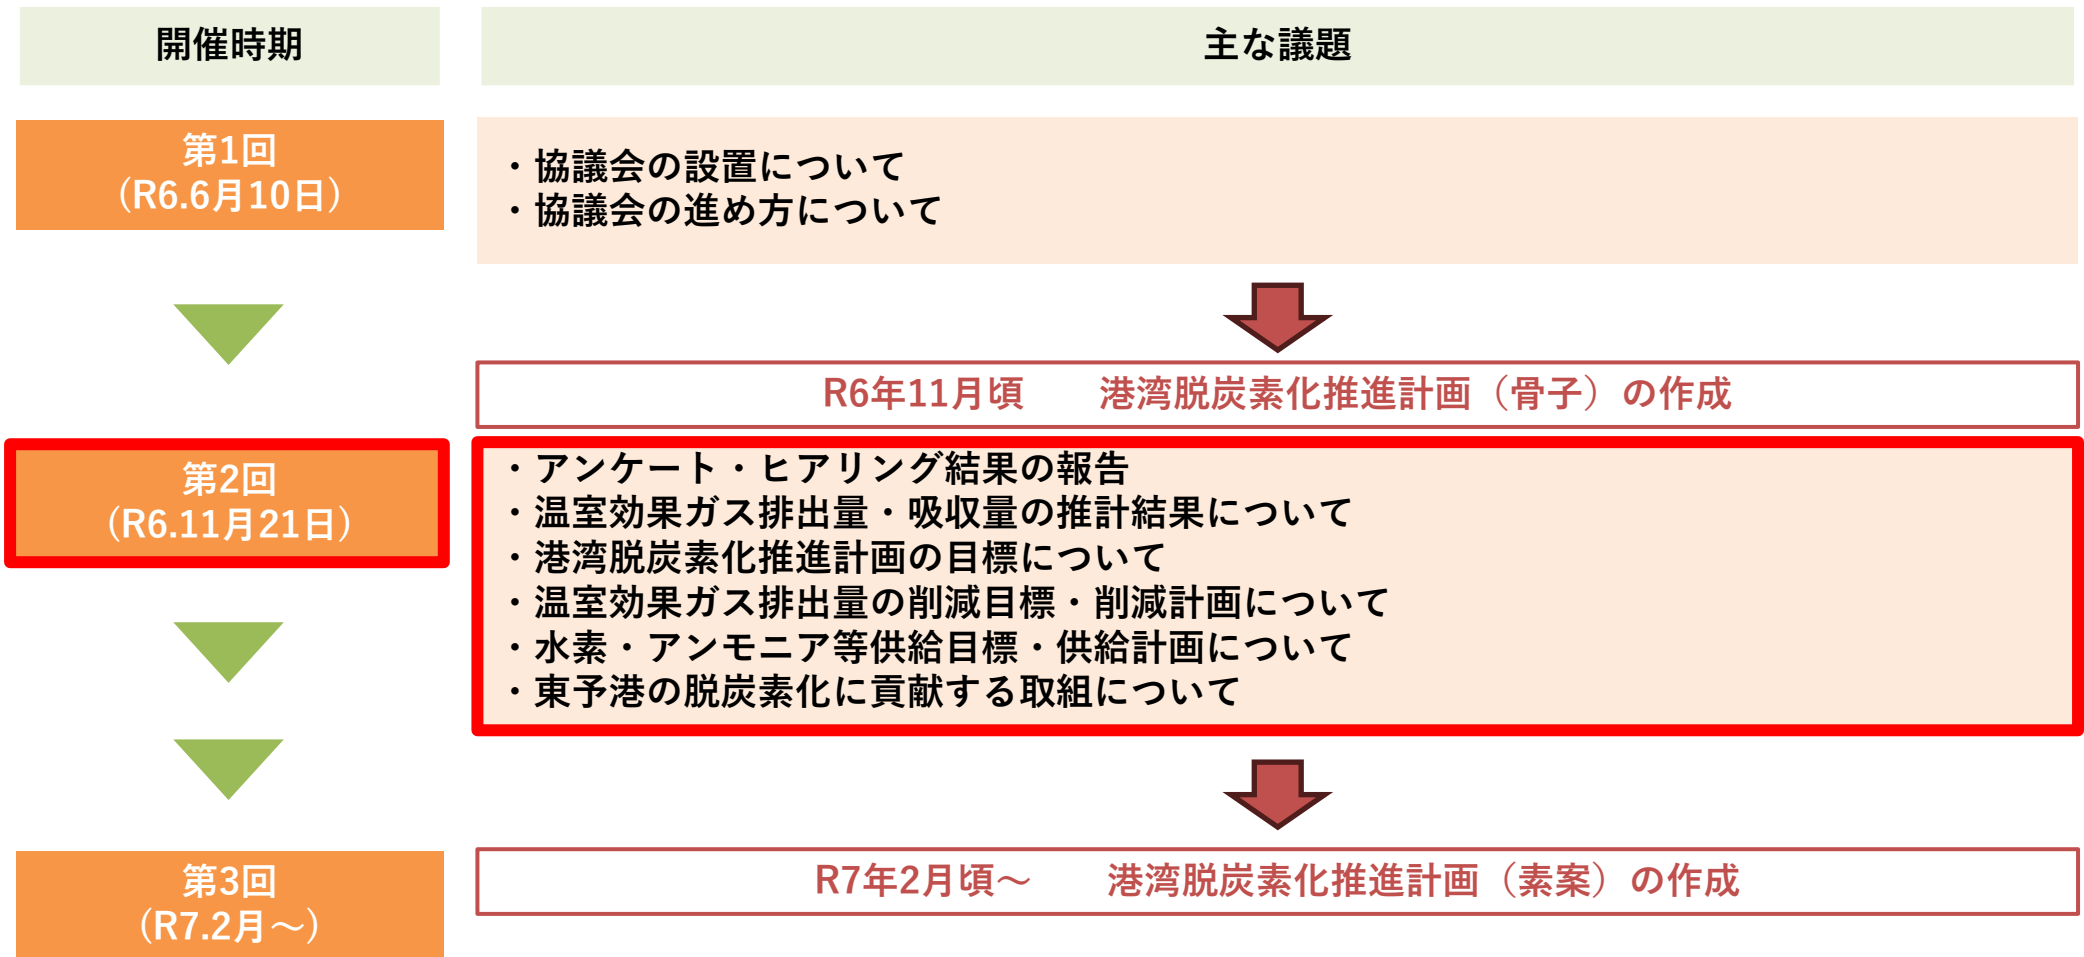 開催時期
主な議題
第1回
(R6.6月10日)
・協議会の設置について
・協議会の進め方について
R6年11月頃　　港湾脱炭素化推進計画（骨子）の作成
第2回
(R6.11月21日)
・アンケート・ヒアリング結果の報告
・温室効果ガス排出量・吸収量の推計結果について
・港湾脱炭素化推進計画の目標について
・温室効果ガス排出量の削減目標・削減計画について
・水素・アンモニア等供給目標・供給計画について
・東予港の脱炭素化に貢献する取組について
第3回
(R7.2月～)
R7年2月頃～　　港湾脱炭素化推進計画（素案）の作成